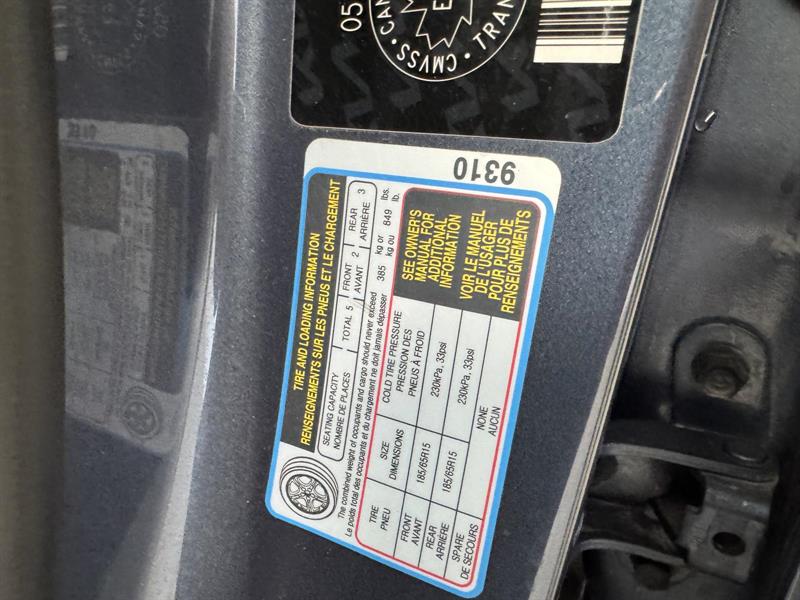 05
CMVSS
CAN
TRAN
9310
TIRE AND LOADING INFORMATION
RENSEIGNEMENTS SUR LES PNEUS ET LE CHARGEMENT
SEATING CAPACITY TOTAL 5 FRONT 2 REAR 3
NOMBRE DE PLACES AVANT ARRIÈRE
The combined weight of occupants and cargo should never exceed 385 kg or 849 lbs.
Le poids total des occupants et du chargement ne doit jamais dépasser kg ou lb.
TIRE SIZE COLD TIRE PRESSURE SEE OWNER'S
PNEU DIMENSIONS PRESSION DES MANUAL FOR
PNEUS À FROID ADDITIONAL
INFORMATION
FRONT 185/65R15 230kPa, 33psi
AVANT
REAR 185/65R15 230kPa, 33psi VOIR LE MANUEL
ARRIÈRE DE L'USAGER
SPARE NONE POUR PLUS DE
DE SECOURS AUCUN RENSEIGNEMENTS